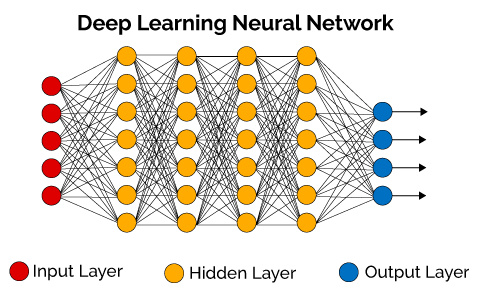 Deep Learning Neural Network
Input Layer
Hidden Layer
Output Layer